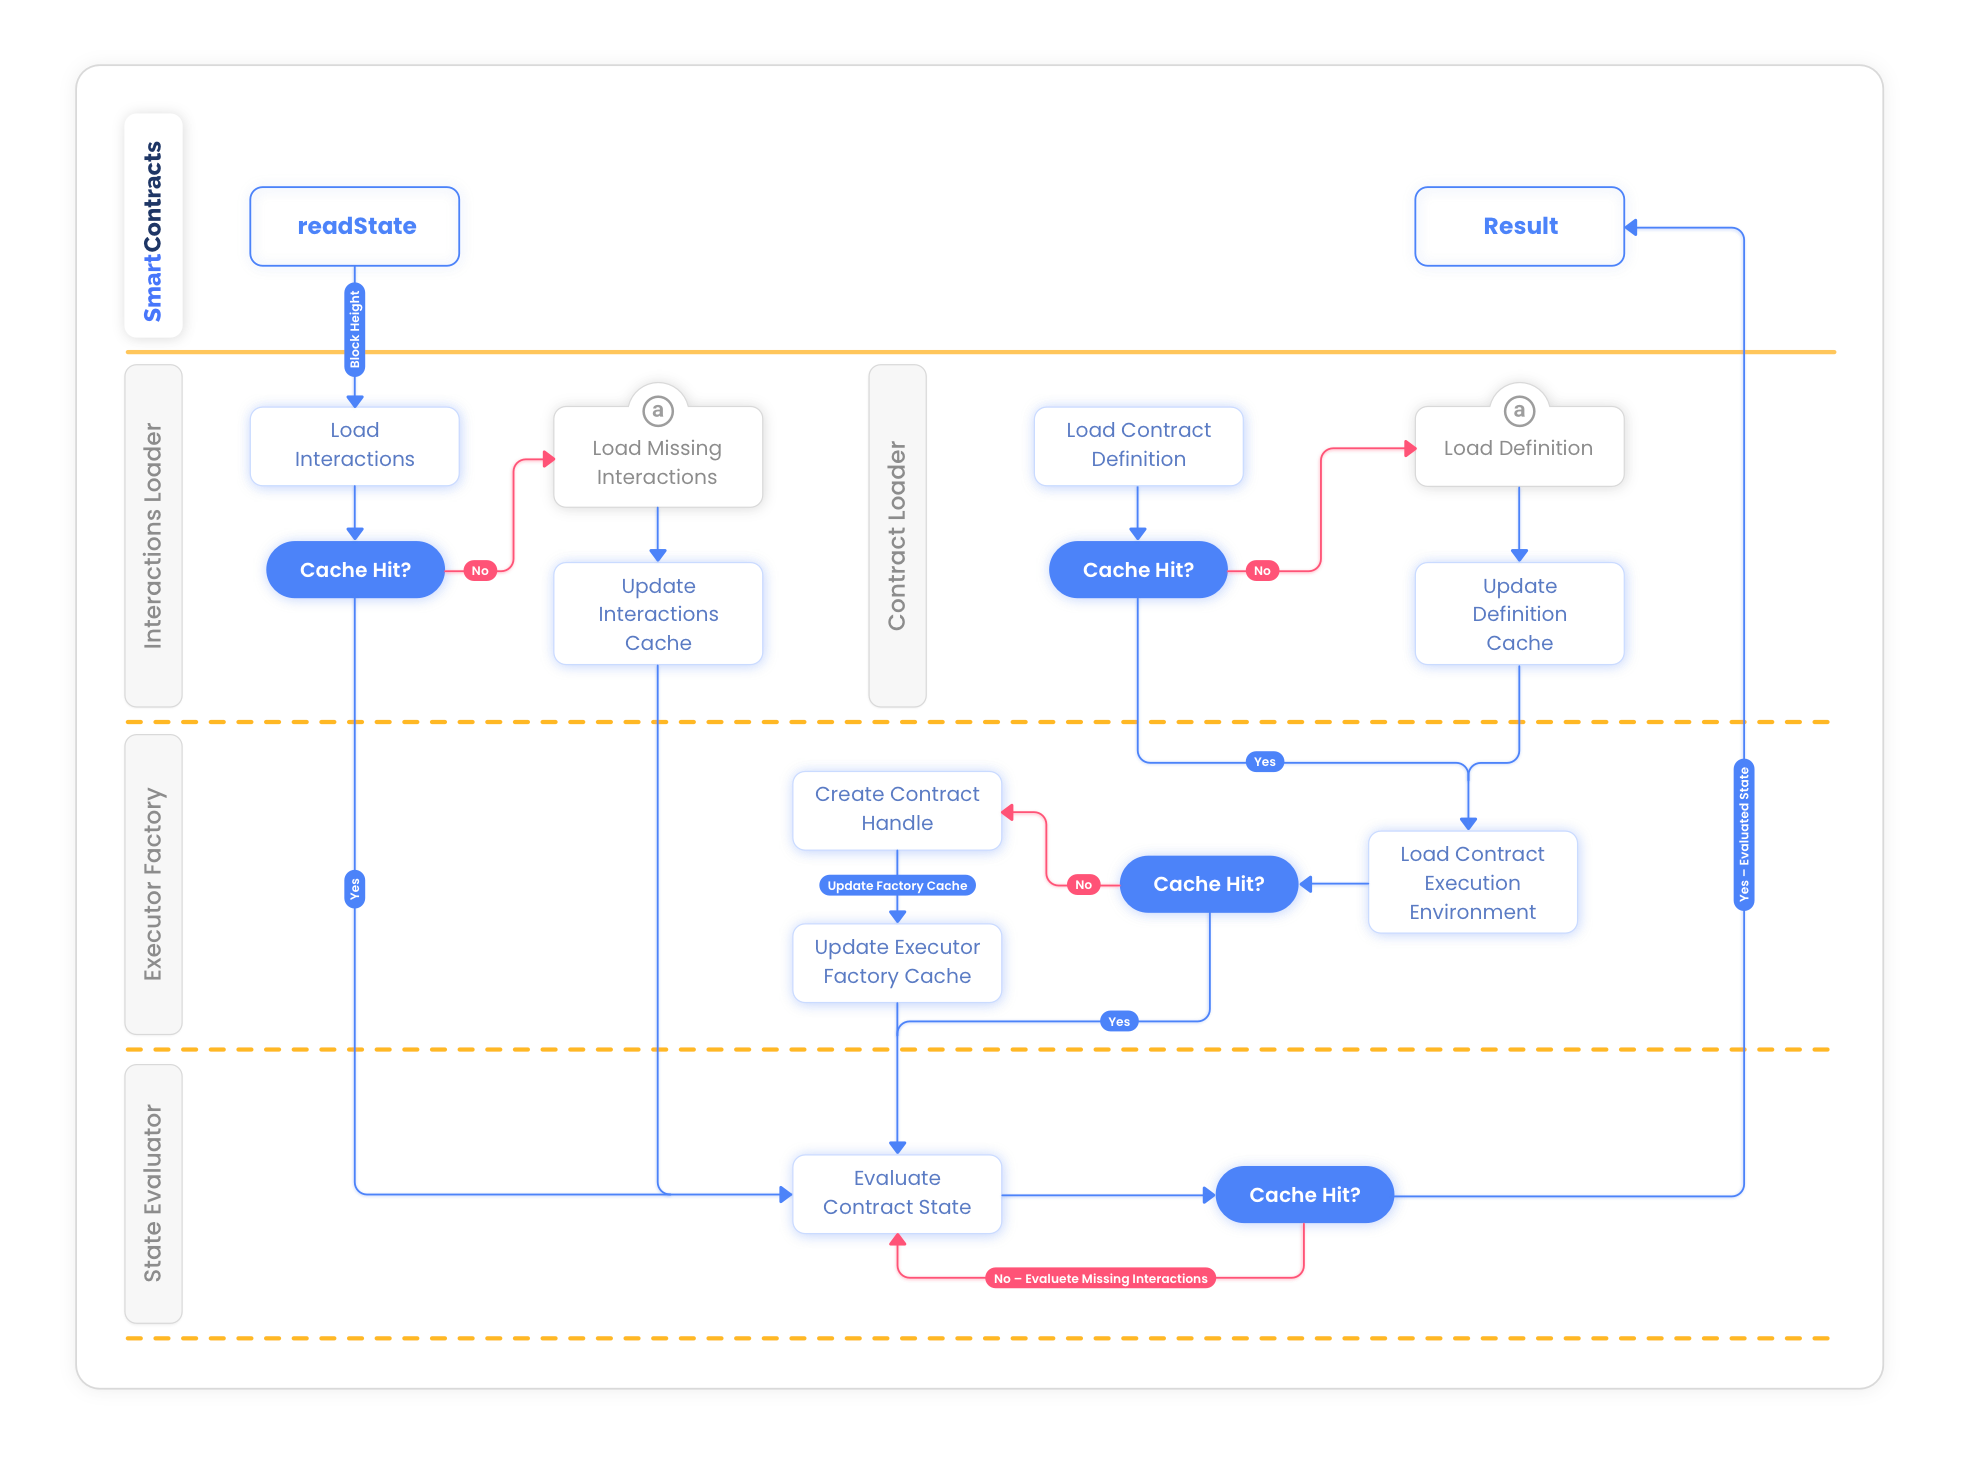 SmartContracts
readState
Result
Block Height
Interactions Loader
Load
Interactions
a
Load Missing
Interactions
Cache Hit?
No
Update
Interactions
Cache
Contract Loader
Load Contract
Definition
a
Load Definition
Cache Hit?
No
Update
Definition
Cache
Executor Factory
Yes
Yes
Create Contract
Handle
Update Factory Cache
Update Executor
Factory Cache
No
Cache Hit?
Load Contract
Execution
Environment
Yes
Yes – Evaluated State
State Evaluator
Evaluate
Contract State
Cache Hit?
No – Evaluete Missing Interactions